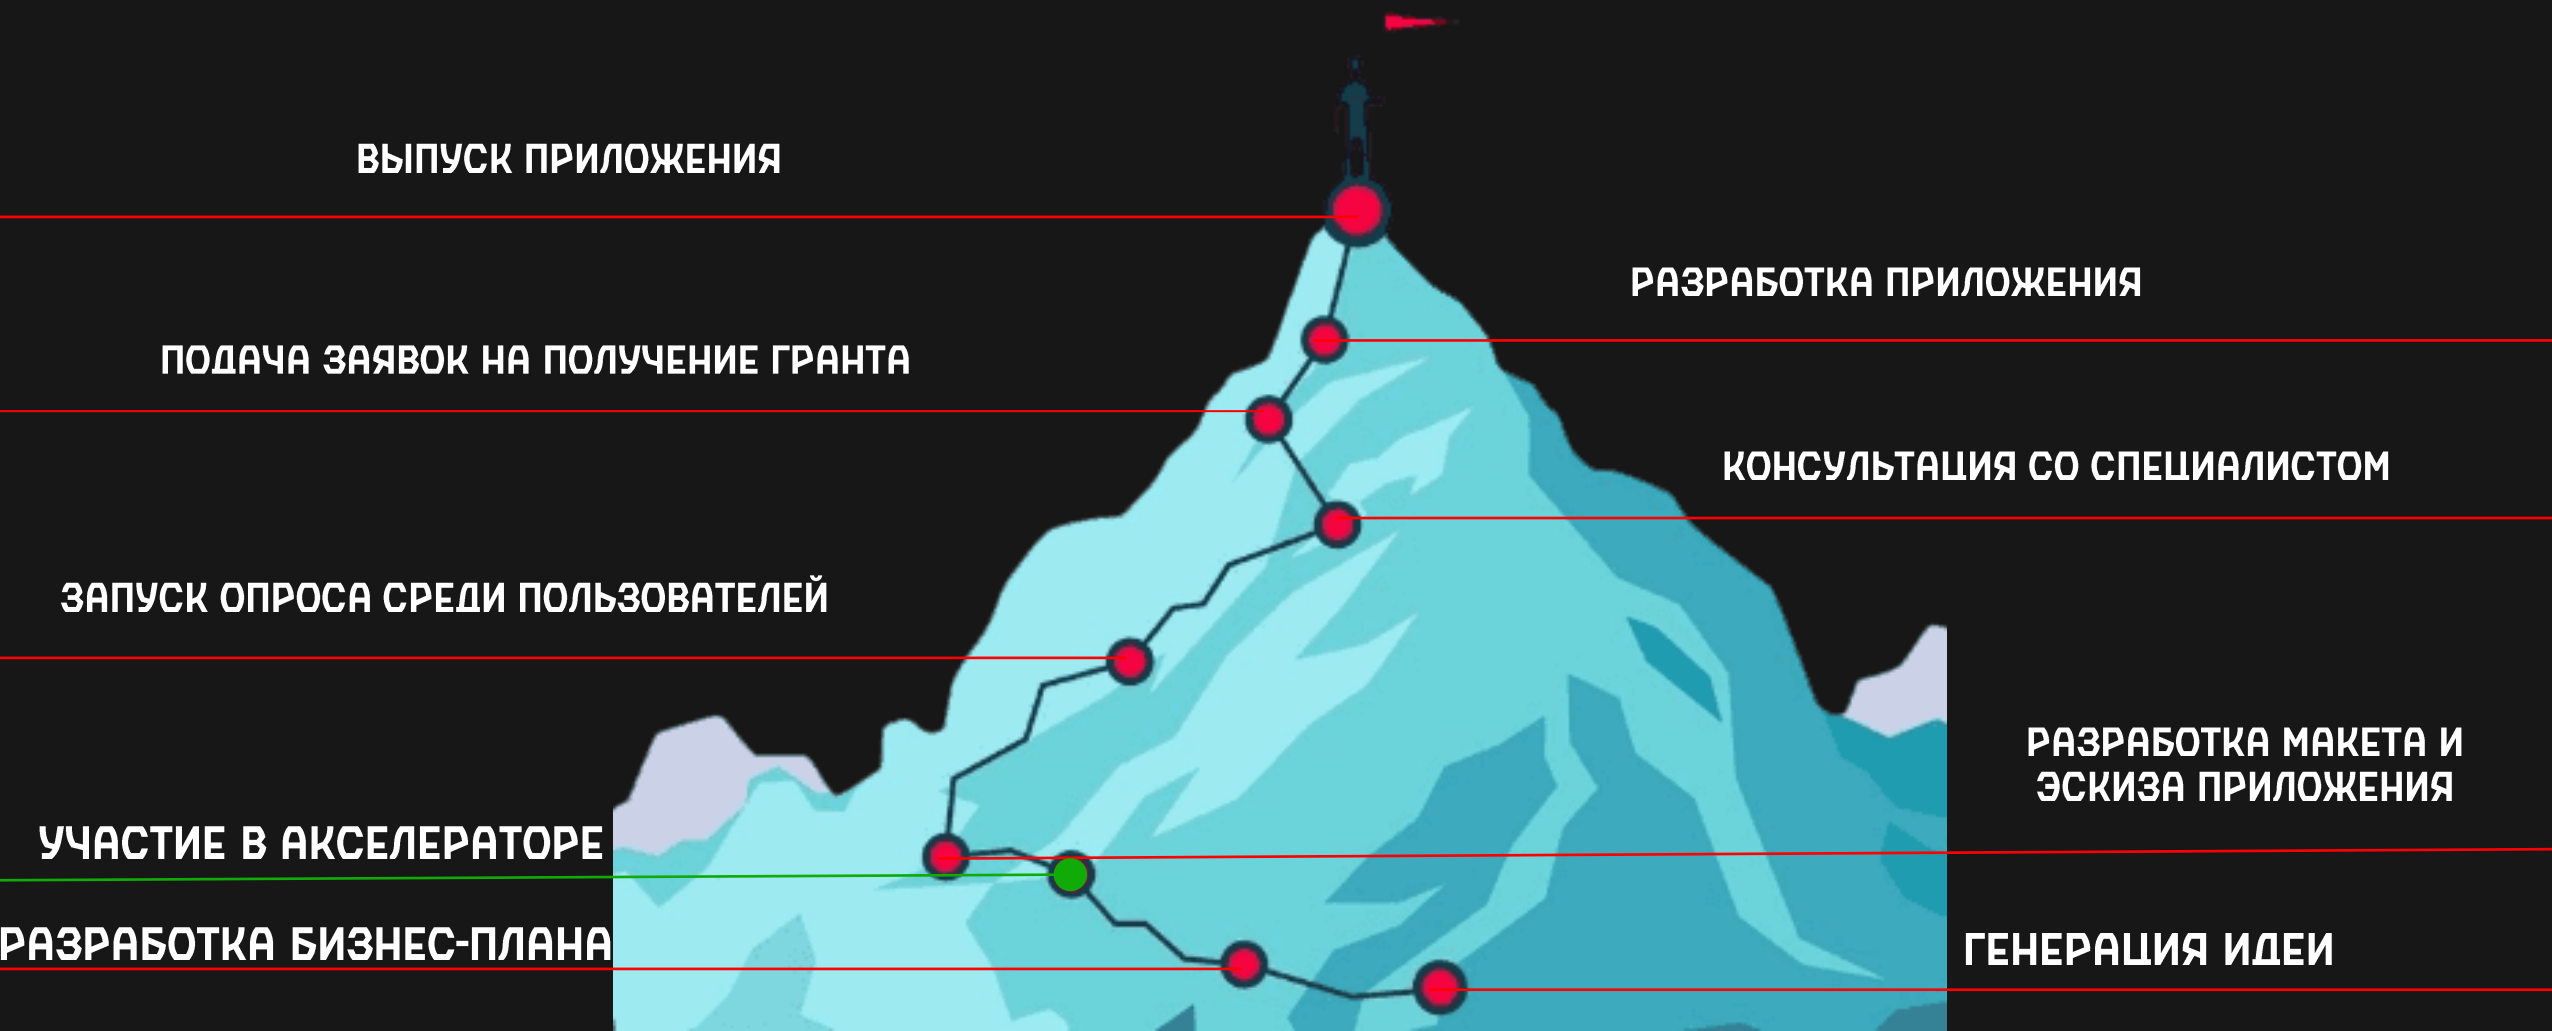 ВЫПУСК ПРИЛОЖЕНИЯ
РАЗРАБОТКА ПРИЛОЖЕНИЯ
ПОДАЧА ЗАЯВОК НА ПОЛУЧЕНИЕ ГРАНТА
КОНСУЛЬТАЦИЯ СО СПЕЦИАЛИСТОМ
ЗАПУСК ОПРОСА СРЕДИ ПОЛЬЗОВАТЕЛЕЙ
РАЗРАБОТКА МАКЕТА И
ЭСКИЗА ПРИЛОЖЕНИЯ
УЧАСТИЕ В АКСЕЛЕРАТОРЕ
РАЗРАБОТКА БИЗНЕС-ПЛАНА
ГЕНЕРАЦИЯ ИДЕИ